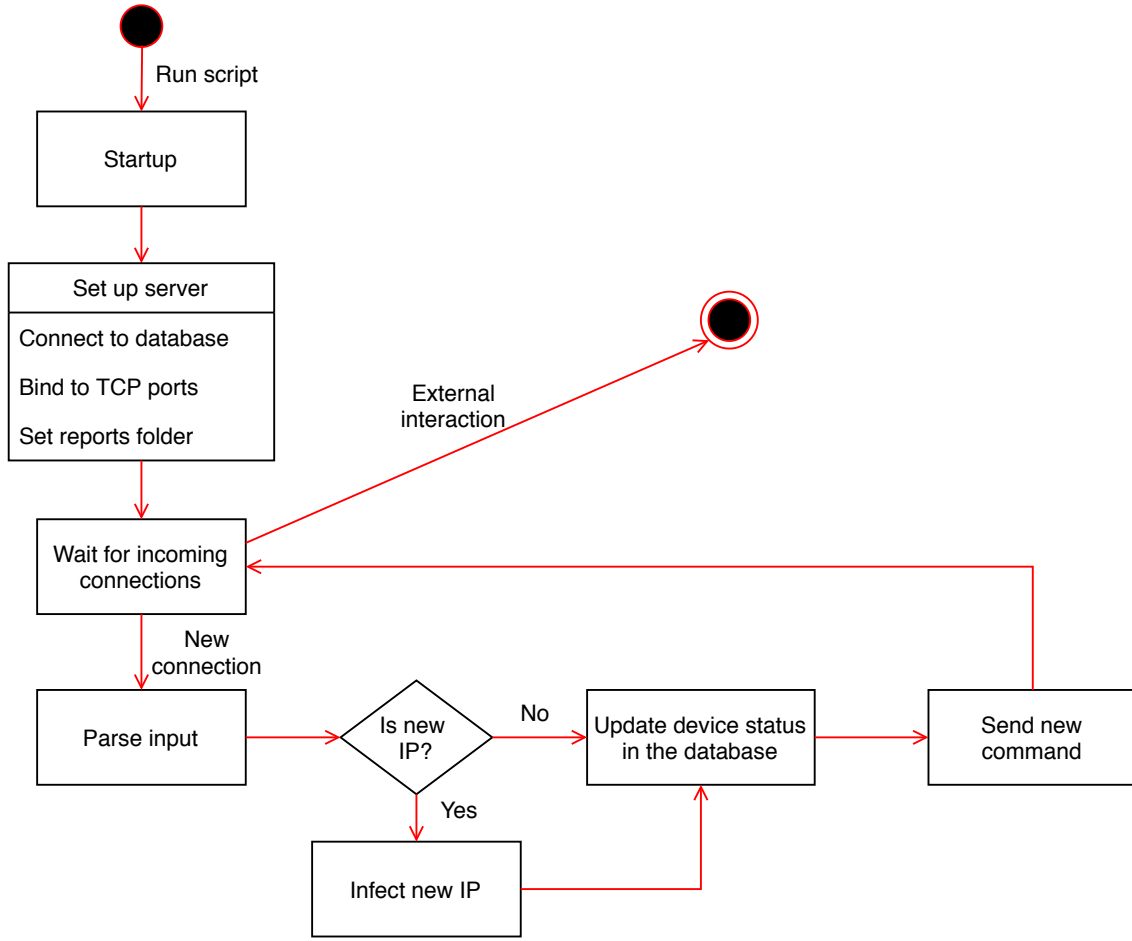 Run script
Startup
Set up server
Connect to database
Bind to TCP ports
Set reports folder
External
interaction
Wait for incoming
connections
New
connection
Parse input
Is new
IP?
No
Update device status
in the database
Send new
command
Yes
Infect new IP